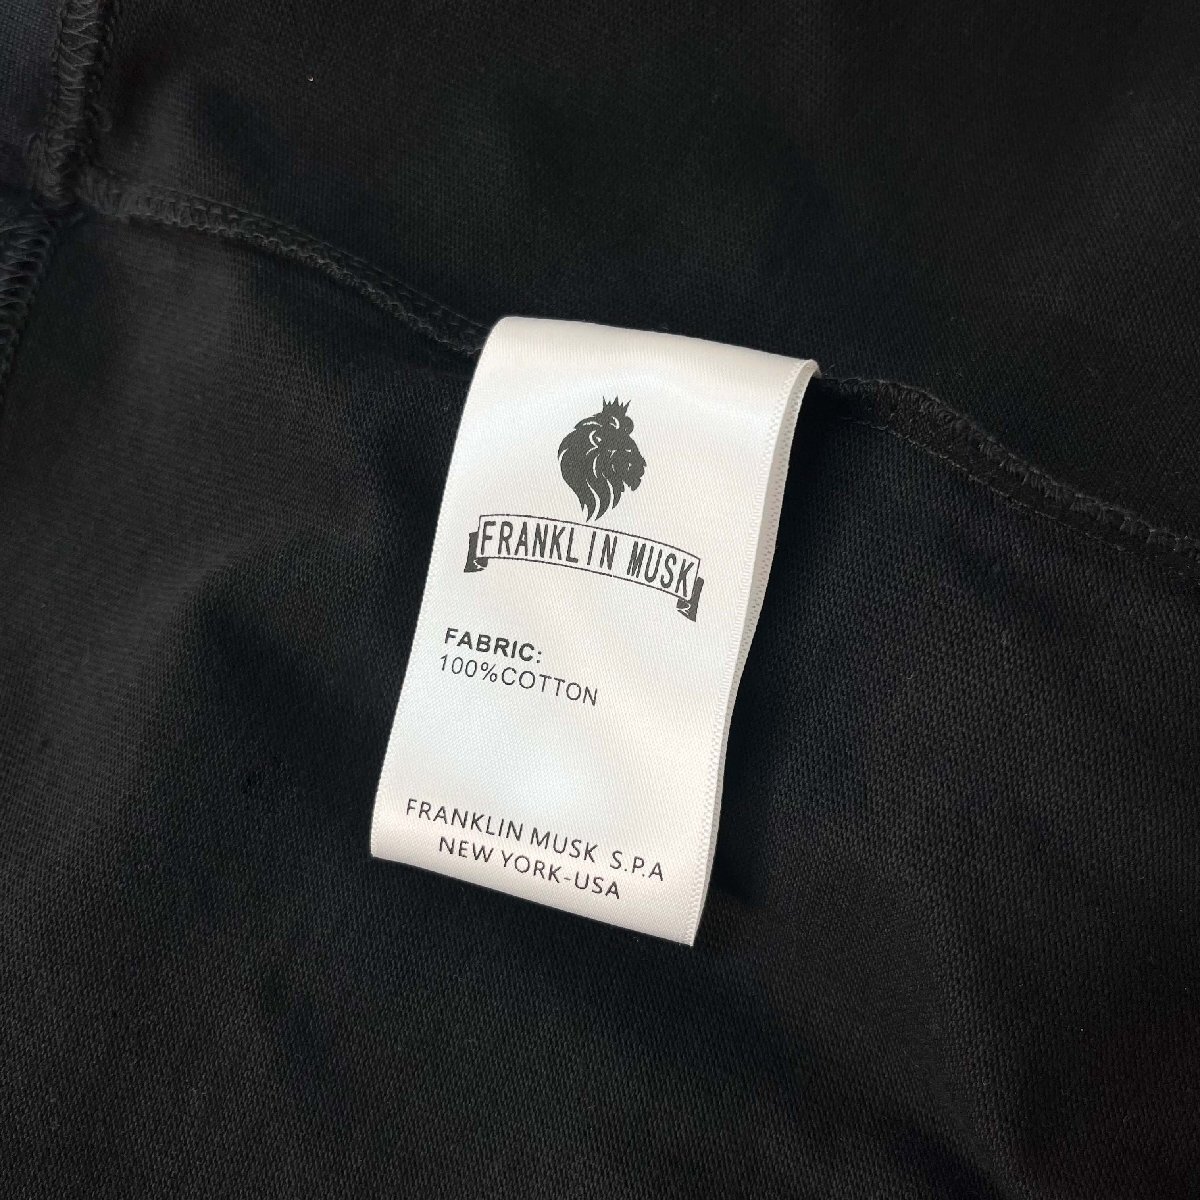 FRANKLIN MUSK
FABRIC:
100%COTTON
FRANKLIN MUSK S.P.A
NEW YORK-USA